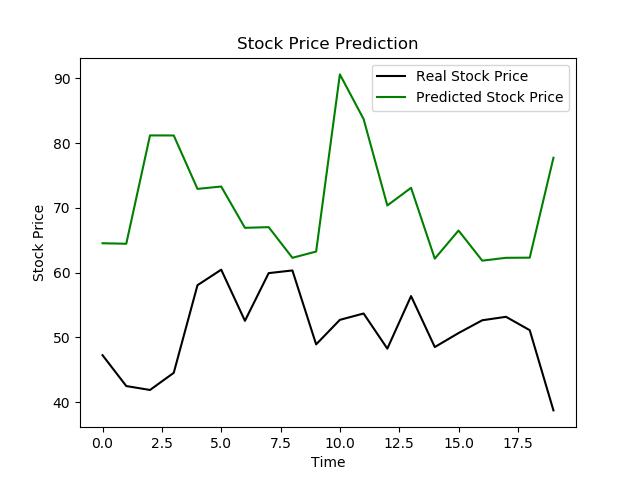 Stock Price Prediction
Real Stock Price
Predicted Stock Price
Stock Price
90
80
70
60
50
40
0.0 2.5 5.0 7.5 10.0 12.5 15.0 17.5
Time